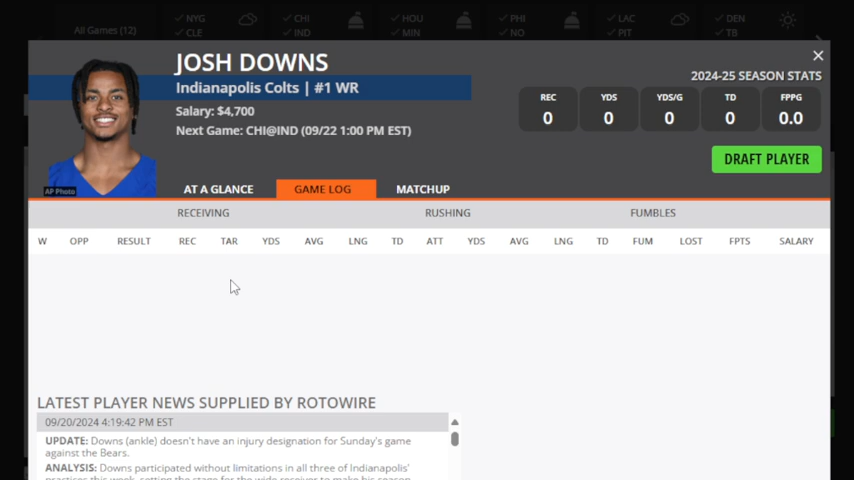 All Games (12)
NYG
CLE
CHI
IND
HOU
MIN
PHI
NO
LAC
PIT
DEN
TB
JOSH DOWNS
Indianapolis Colts | #1 WR
Salary: $4,700
Next Game: CHI@IND (09/22 1:00 PM EST)
AP Photo
2024-25 SEASON STATS
REC YDS YDS/G TD FPPG
0 0 0 0 0.0
DRAFT PLAYER
AT A GLANCE GAME LOG MATCHUP
RECEIVING RUSHING FUMBLES
W OPP RESULT REC TAR YDS AVG LNG TD ATT YDS AVG LNG TD FUM LOST FPTS SALARY
LATEST PLAYER NEWS SUPPLIED BY ROTOWIRE
09/20/2024 4:19:42 PM EST
UPDATE: Downs (ankle) doesn't have an injury designation for Sunday's game
against the Bears.
ANALYSIS: Downs participated without limitations in all three of Indianapolis'
practices this week, setting the stage for the wide receiver to make his season